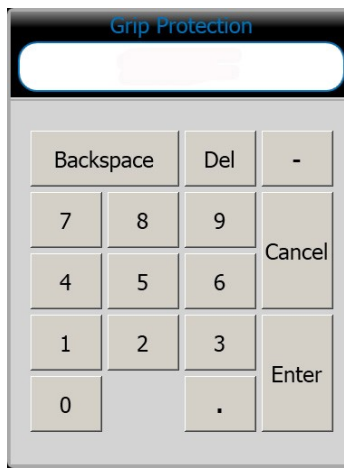 Grip Protection
Backspace Del -
7 8 9
Cancel
4 5 6
1 2 3
Enter
0 .